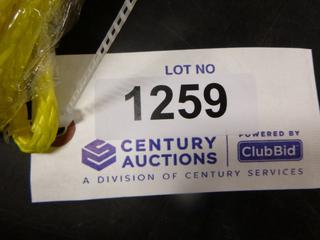 LOT NO
1259
CENTURY
AUCTIONS
POWERED BY
ClubBid
A DIVISION OF CENTURY SERVICES